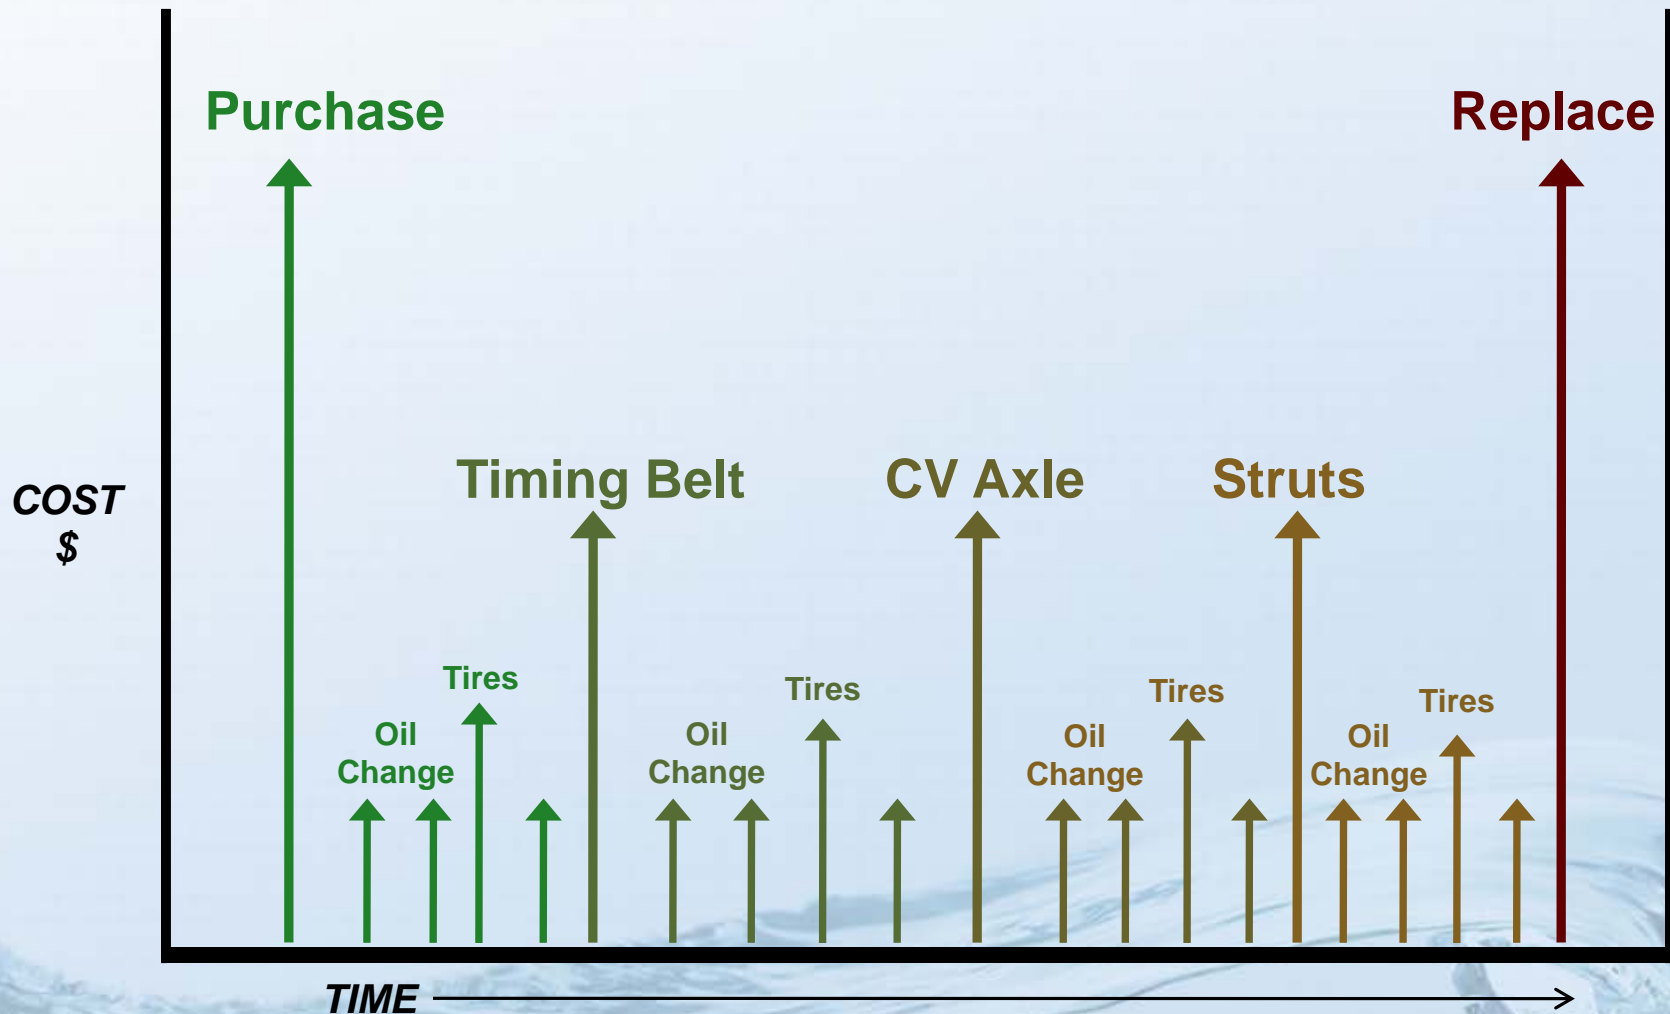 Purchase
Replace
Timing Belt
CV Axle
Struts
COST
$
Tires
Oil
Change
Tires
Oil
Change
Tires
Oil
Change
Tires
Oil
Change
TIME